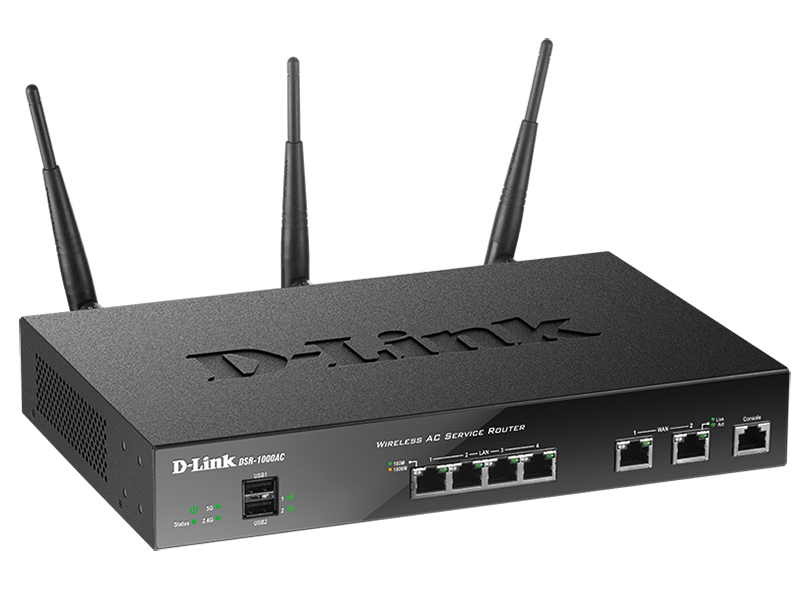 D-Link
WIRELESS AC SERVICE ROUTER
D-Link DSR-1000AC
USB1
1
2
USB2
5G
Status 2.4G
100M
1000M
1 2 LAN 3 4
1 WAN 2
Link
Act
Console